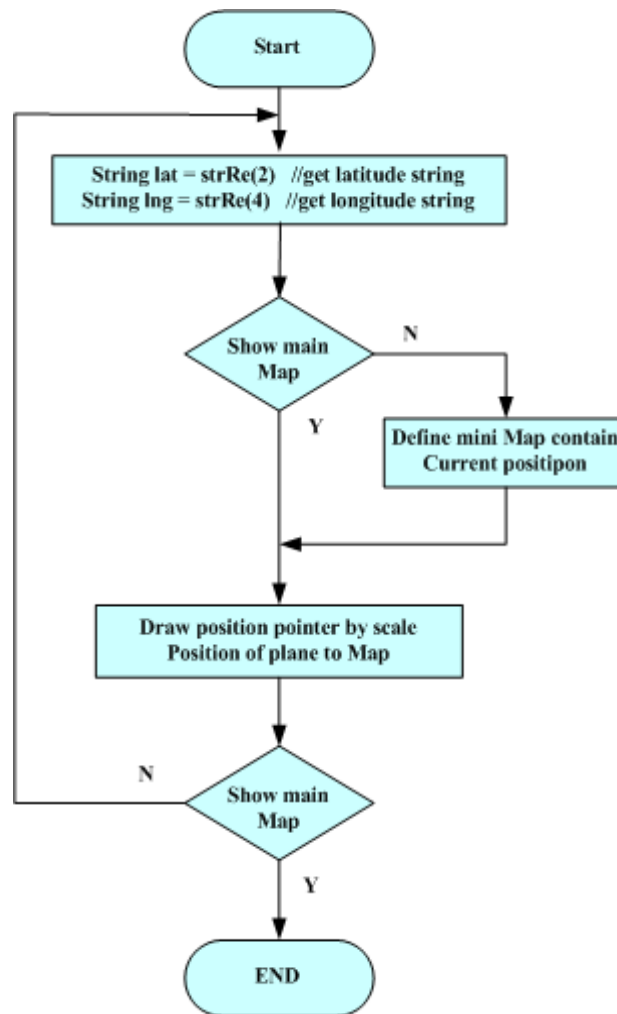 Start
String lat = strRe(2) //get latitude string
String lng = strRe(4) //get longitude string
Show main
Map
N
Y
Define mini Map contain
Current positipon
Draw position pointer by scale
Position of plane to Map
N
Show main
Map
Y
END